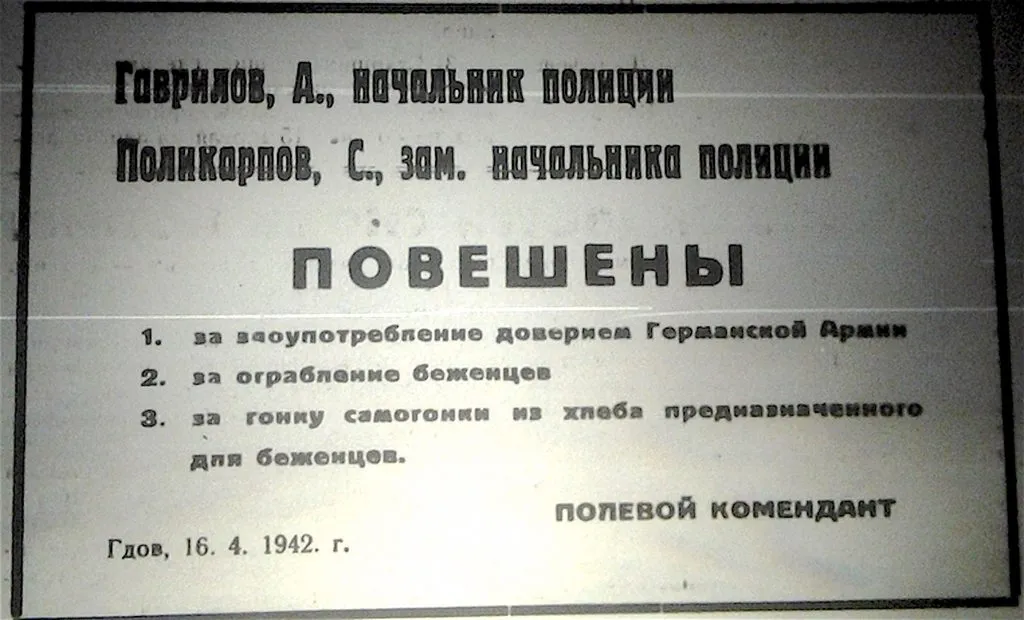 Гаврилов, А., начальник полиции
Поликарпов, С., зам. начальника полиции
ПОВЕШЕНЫ
1. за злоупотребление доверием Германской Армии
2. за ограбление беженцев
3. за гонку самогонки из хлеба предназначенного
для беженцев.
ПОЛЕВОЙ КОМЕНДАНТ
Гдов, 16. 4. 1942. г.